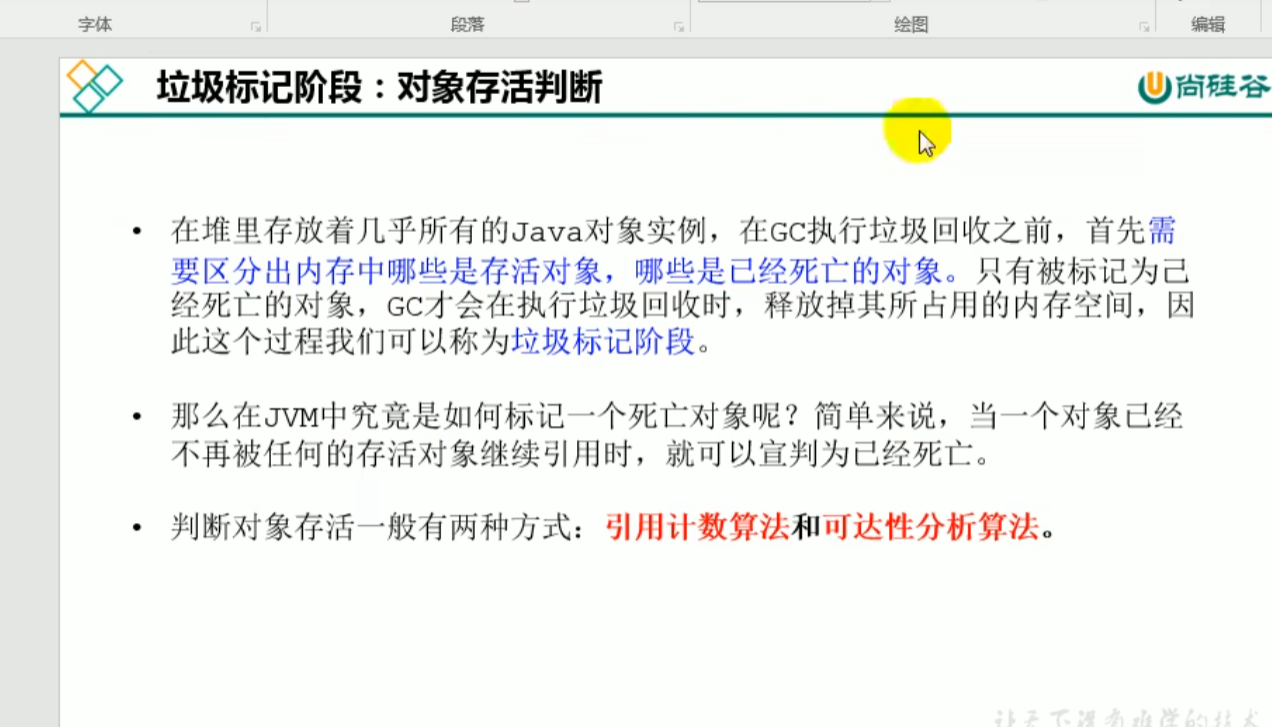 字体
段落
绘图
编辑
垃圾标记阶段：对象存活判断
尚硅谷
• 在堆里存放着几乎所有的Java对象实例，在GC执行垃圾回收之前，首先需
要区分出内存中哪些是存活对象，哪些是已经死亡的对象。只有被标记为己
经死亡的对象，GC才会在执行垃圾回收时，释放掉其所占用的内存空间，因
此这个过程我们可以称为垃圾标记阶段。
• 那么在JVM中究竟是如何标记一个死亡对象呢？简单来说，当一个对象已经
不再被任何的存活对象继续引用时，就可以宣判为已经死亡。
• 判断对象存活一般有两种方式：引用计数算法和可达性分析算法。
让天下没有难学的技术